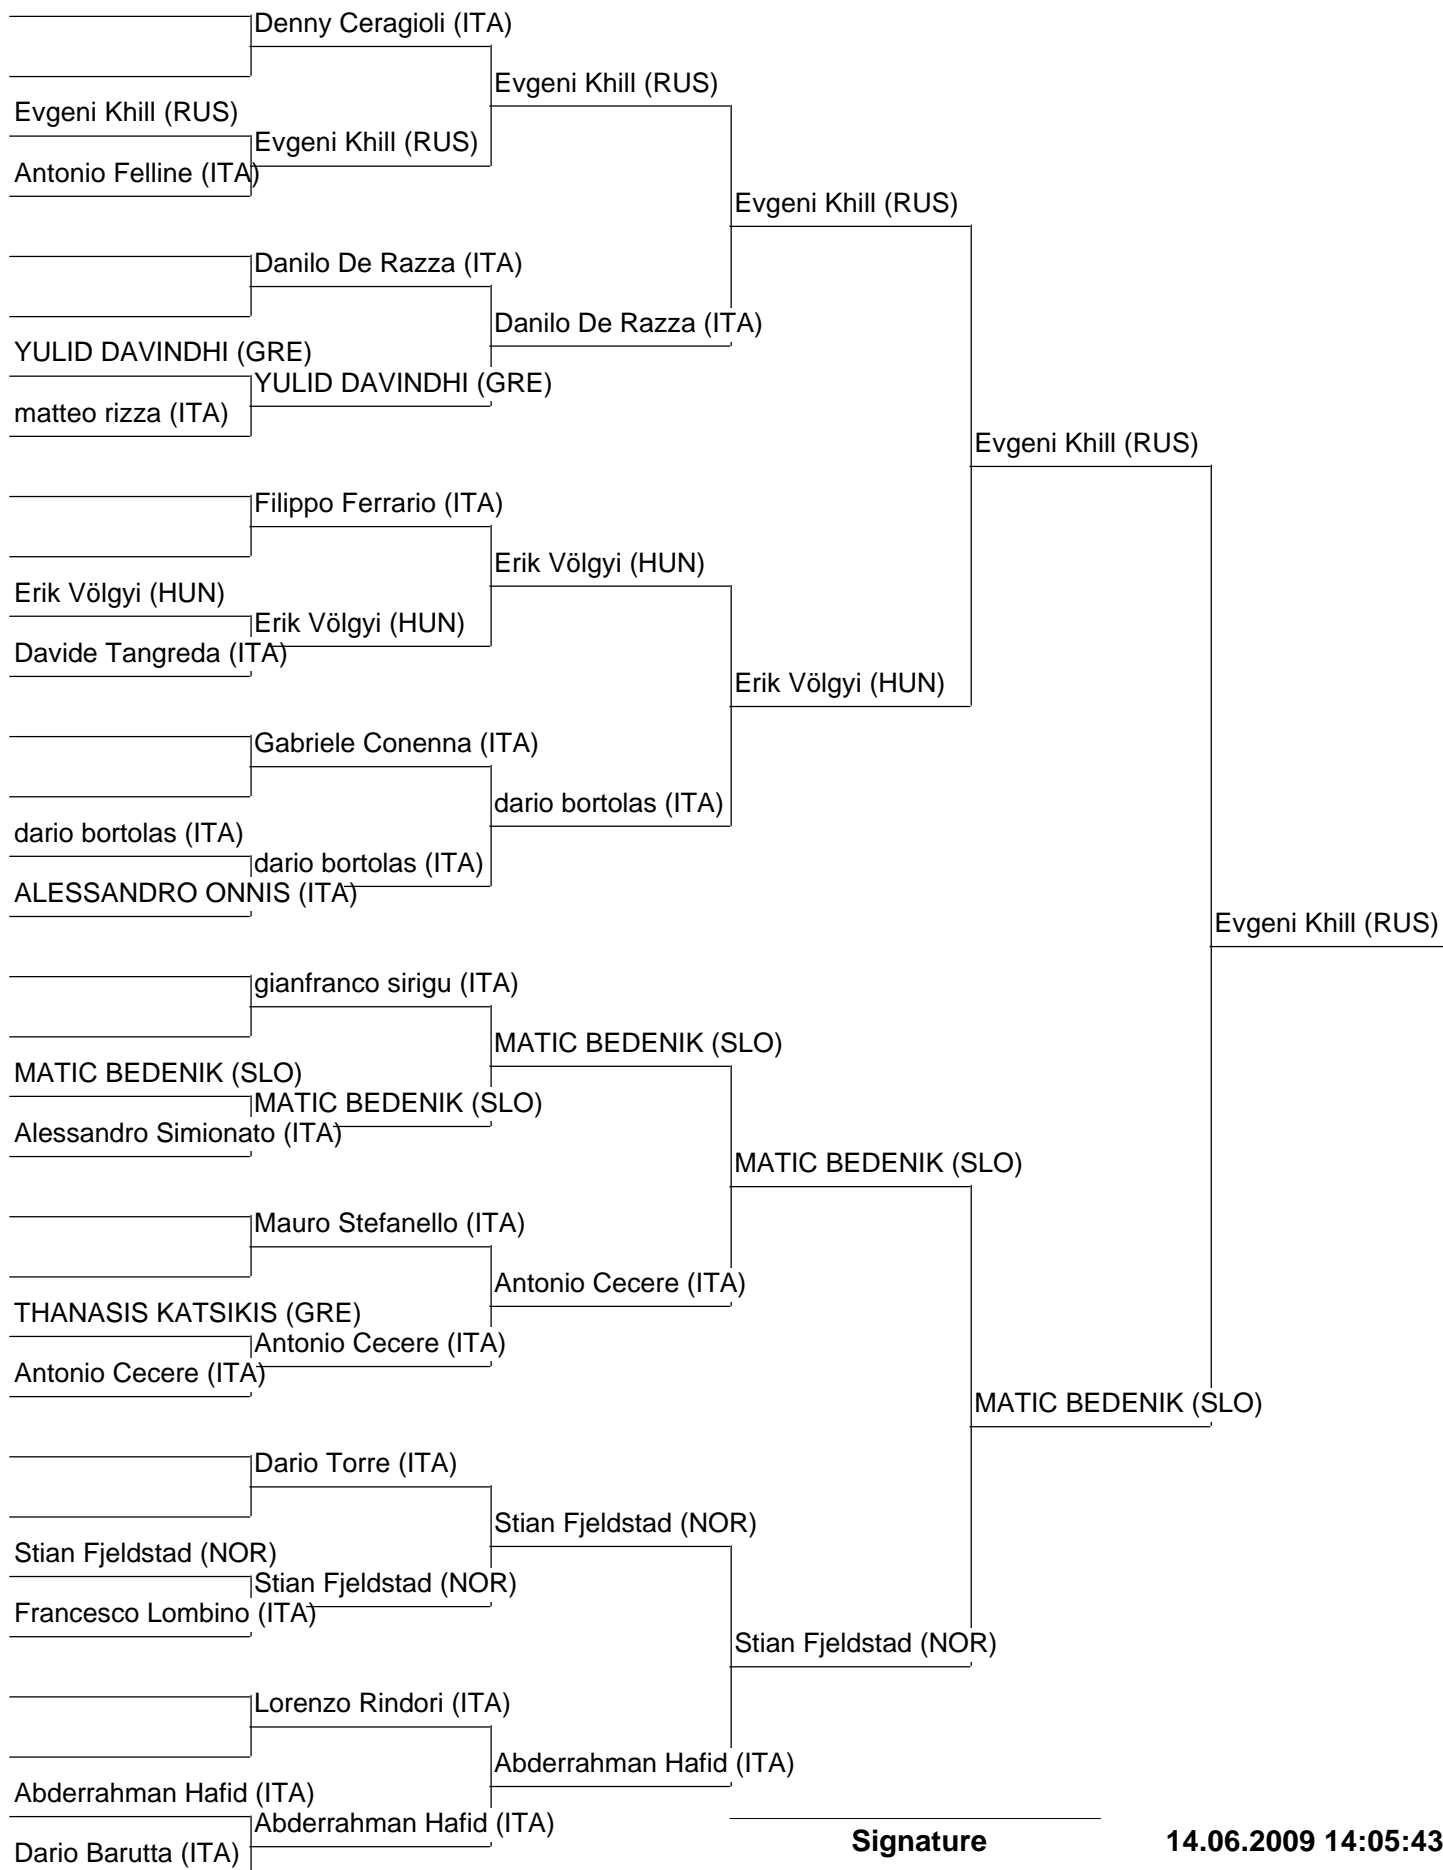 Denny Ceragioli (ITA)
Evgeni Khill (RUS)
Evgeni Khill (RUS)
Evgeni Khill (RUS)
Antonio Felline (ITA)
Evgeni Khill (RUS)
Danilo De Razza (ITA)
Danilo De Razza (ITA)
YULID DAVINDHI (GRE)
YULID DAVINDHI (GRE)
matteo rizza (ITA)
Evgeni Khill (RUS)
Filippo Ferrario (ITA)
Erik Völgyi (HUN)
Erik Völgyi (HUN)
Erik Völgyi (HUN)
Davide Tangreda (ITA)
Erik Völgyi (HUN)
Gabriele Conenna (ITA)
dario bortolas (ITA)
dario bortolas (ITA)
dario bortolas (ITA)
ALESSANDRO ONNIS (ITA)
Evgeni Khill (RUS)
gianfranco sirigu (ITA)
MATIC BEDENIK (SLO)
MATIC BEDENIK (SLO)
MATIC BEDENIK (SLO)
Alessandro Simionato (ITA)
MATIC BEDENIK (SLO)
Mauro Stefanello (ITA)
Antonio Cecere (ITA)
THANASIS KATSIKIS (GRE)
Antonio Cecere (ITA)
Antonio Cecere (ITA)
MATIC BEDENIK (SLO)
Dario Torre (ITA)
Stian Fjeldstad (NOR)
Stian Fjeldstad (NOR)
Stian Fjeldstad (NOR)
Francesco Lombino (ITA)
Stian Fjeldstad (NOR)
Lorenzo Rindori (ITA)
Abderrahman Hafid (ITA)
Abderrahman Hafid (ITA)
Abderrahman Hafid (ITA)
Dario Barutta (ITA)
Signature
14.06.2009 14:05:43